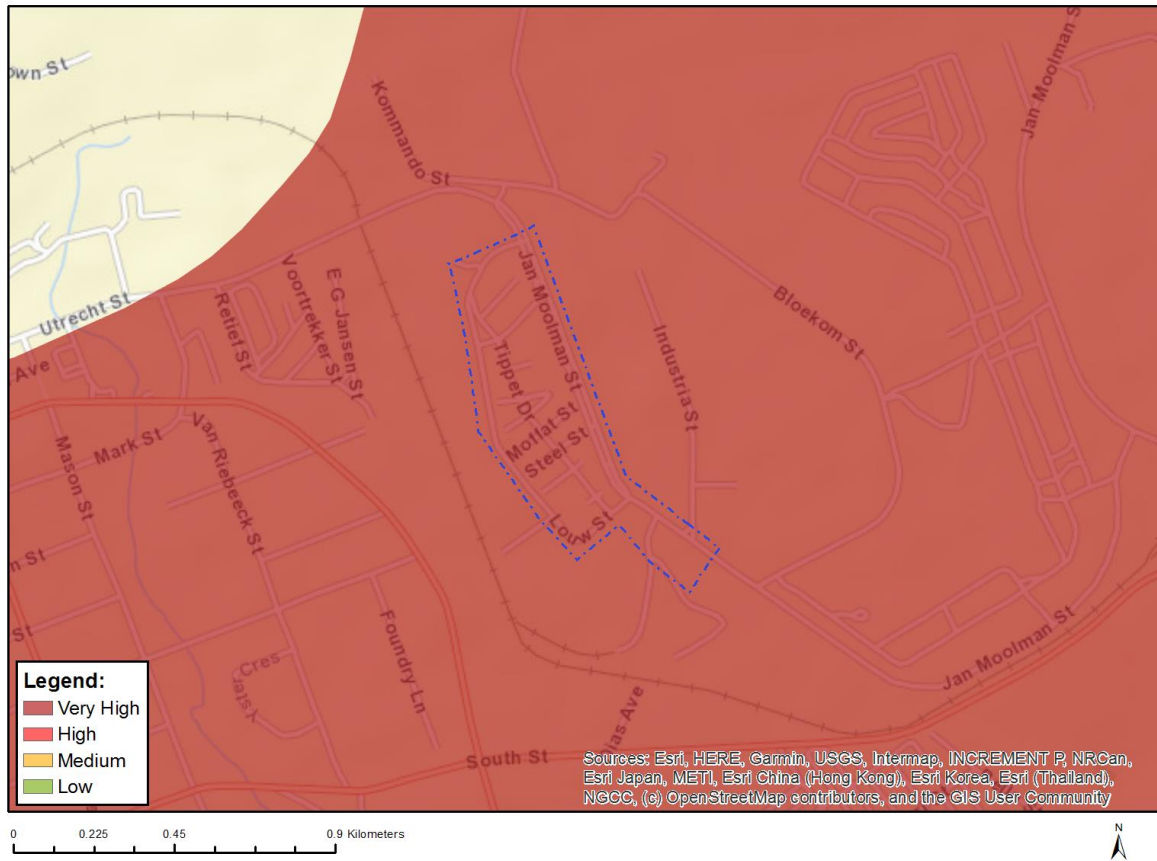 own St
Kommando St
Jan Moolman St
Utrecht St
Retief St
Voortrekker St
E G Jansen St
Jan Moolman St
Industria St
Bloekom St
Ave
Tippet Dr
Moffat St
Steel St
Louw St
Mark St
Mason St
Van Riebeeck St
m St
St
Foundry Ln
Yster Cres
Jan Moolman St
Dias Ave
South St
Legend:
Very High
High
Medium
Low
Sources: Esri, HERE, Garmin, USGS, Intermap, INCREMENT P, NRCan,
Esri Japan, METI, Esri China (Hong Kong), Esri Korea, Esri (Thailand),
NGCC, (c) OpenStreetMap contributors, and the GIS User Community
0 0.225 0.45 0.9 Kilometers
N